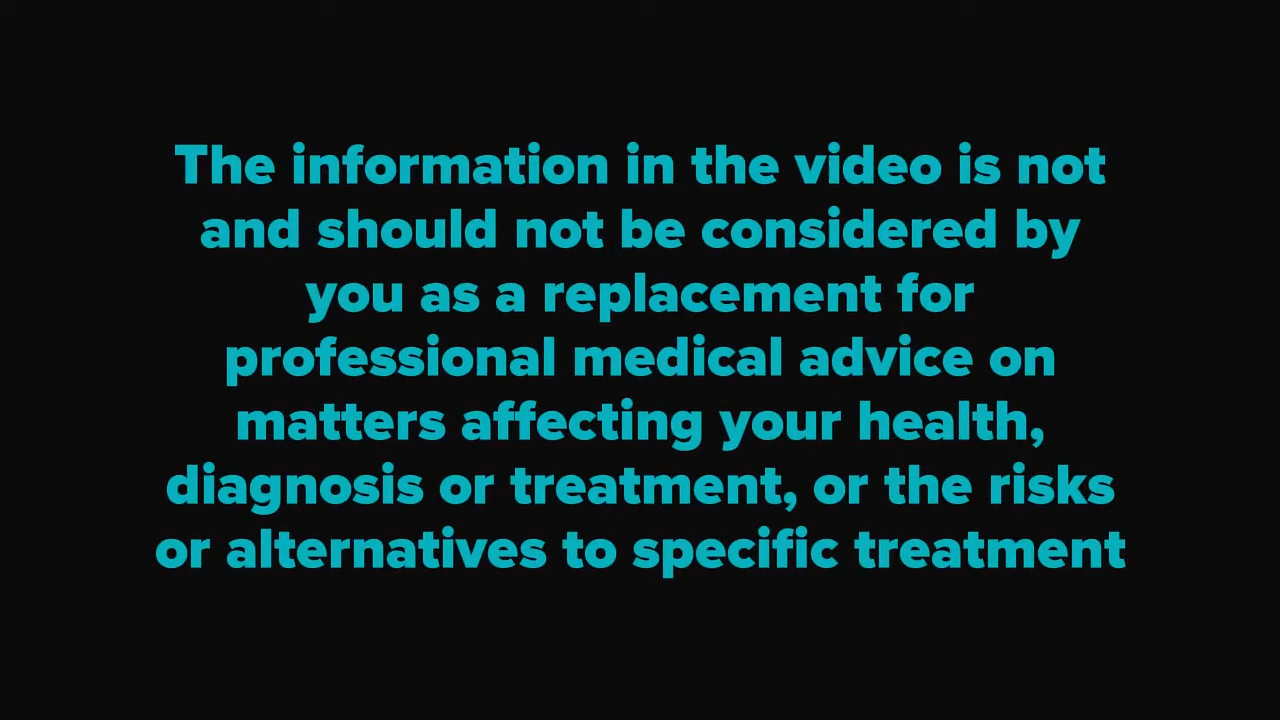 The information in the video is not
and should not be considered by
you as a replacement for
professional medical advice on
matters affecting your health,
diagnosis or treatment, or the risks
or alternatives to specific treatment